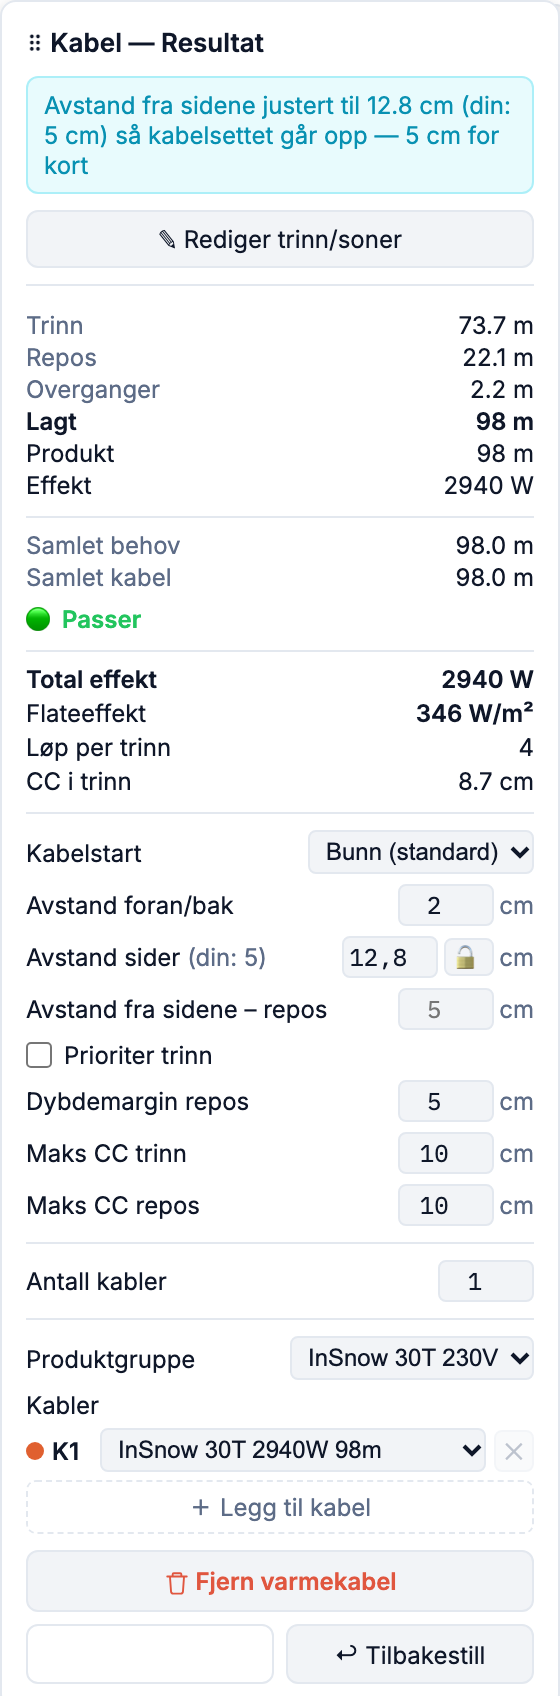 Kabel — Resultat
Avstand fra sidene justert til 12.8 cm (din:
5 cm) så kabelsettet går opp — 5 cm for
kort
✎ Rediger trinn/soner
Trinn 73.7 m
Repos 22.1 m
Overganger 2.2 m
Lagt 98 m
Produkt 98 m
Effekt 2940 W
Samlet behov 98.0 m
Samlet kabel 98.0 m
Passer
Total effekt 2940 W
Flateeffekt 346 W/m²
Løp per trinn 4
CC i trinn 8.7 cm
Kabelstart Bunn (standard)
Avstand foran/bak 2 cm
Avstand sider (din: 5) 12,8 cm
Avstand fra sidene – repos 5 cm
Prioriter trinn
Dybdemargin repos 5 cm
Maks CC trinn 10 cm
Maks CC repos 10 cm
Antall kabler 1
Produktgruppe InSnow 30T 230V
Kabler
K1 InSnow 30T 2940W 98m ×
+ Legg til kabel
Fjern varmekabel
↩ Tilbakestill